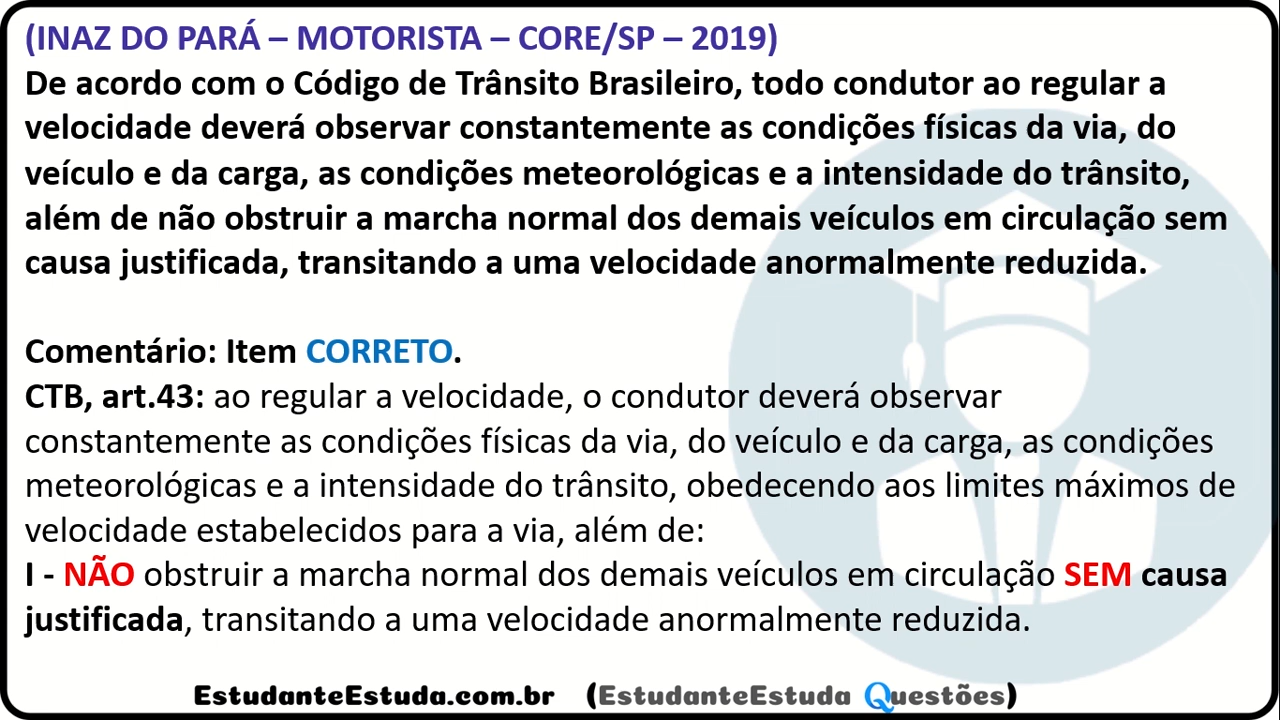 (INAZ DO PARÁ – MOTORISTA – CORE/SP – 2019)
De acordo com o Código de Trânsito Brasileiro, todo condutor ao regular a
velocidade deverá observar constantemente as condições físicas da via, do
veículo e da carga, as condições meteorológicas e a intensidade do trânsito,
além de não obstruir a marcha normal dos demais veículos em circulação sem
causa justificada, transitando a uma velocidade anormalmente reduzida.
Comentário: Item CORRETO.
CTB, art.43: ao regular a velocidade, o condutor deverá observar
constantemente as condições físicas da via, do veículo e da carga, as condições
meteorológicas e a intensidade do trânsito, obedecendo aos limites máximos de
velocidade estabelecidos para a via, além de:
I - NÃO obstruir a marcha normal dos demais veículos em circulação SEM causa
justificada, transitando a uma velocidade anormalmente reduzida.
EstudanteEstuda.com.br (EstudanteEstuda Questões)